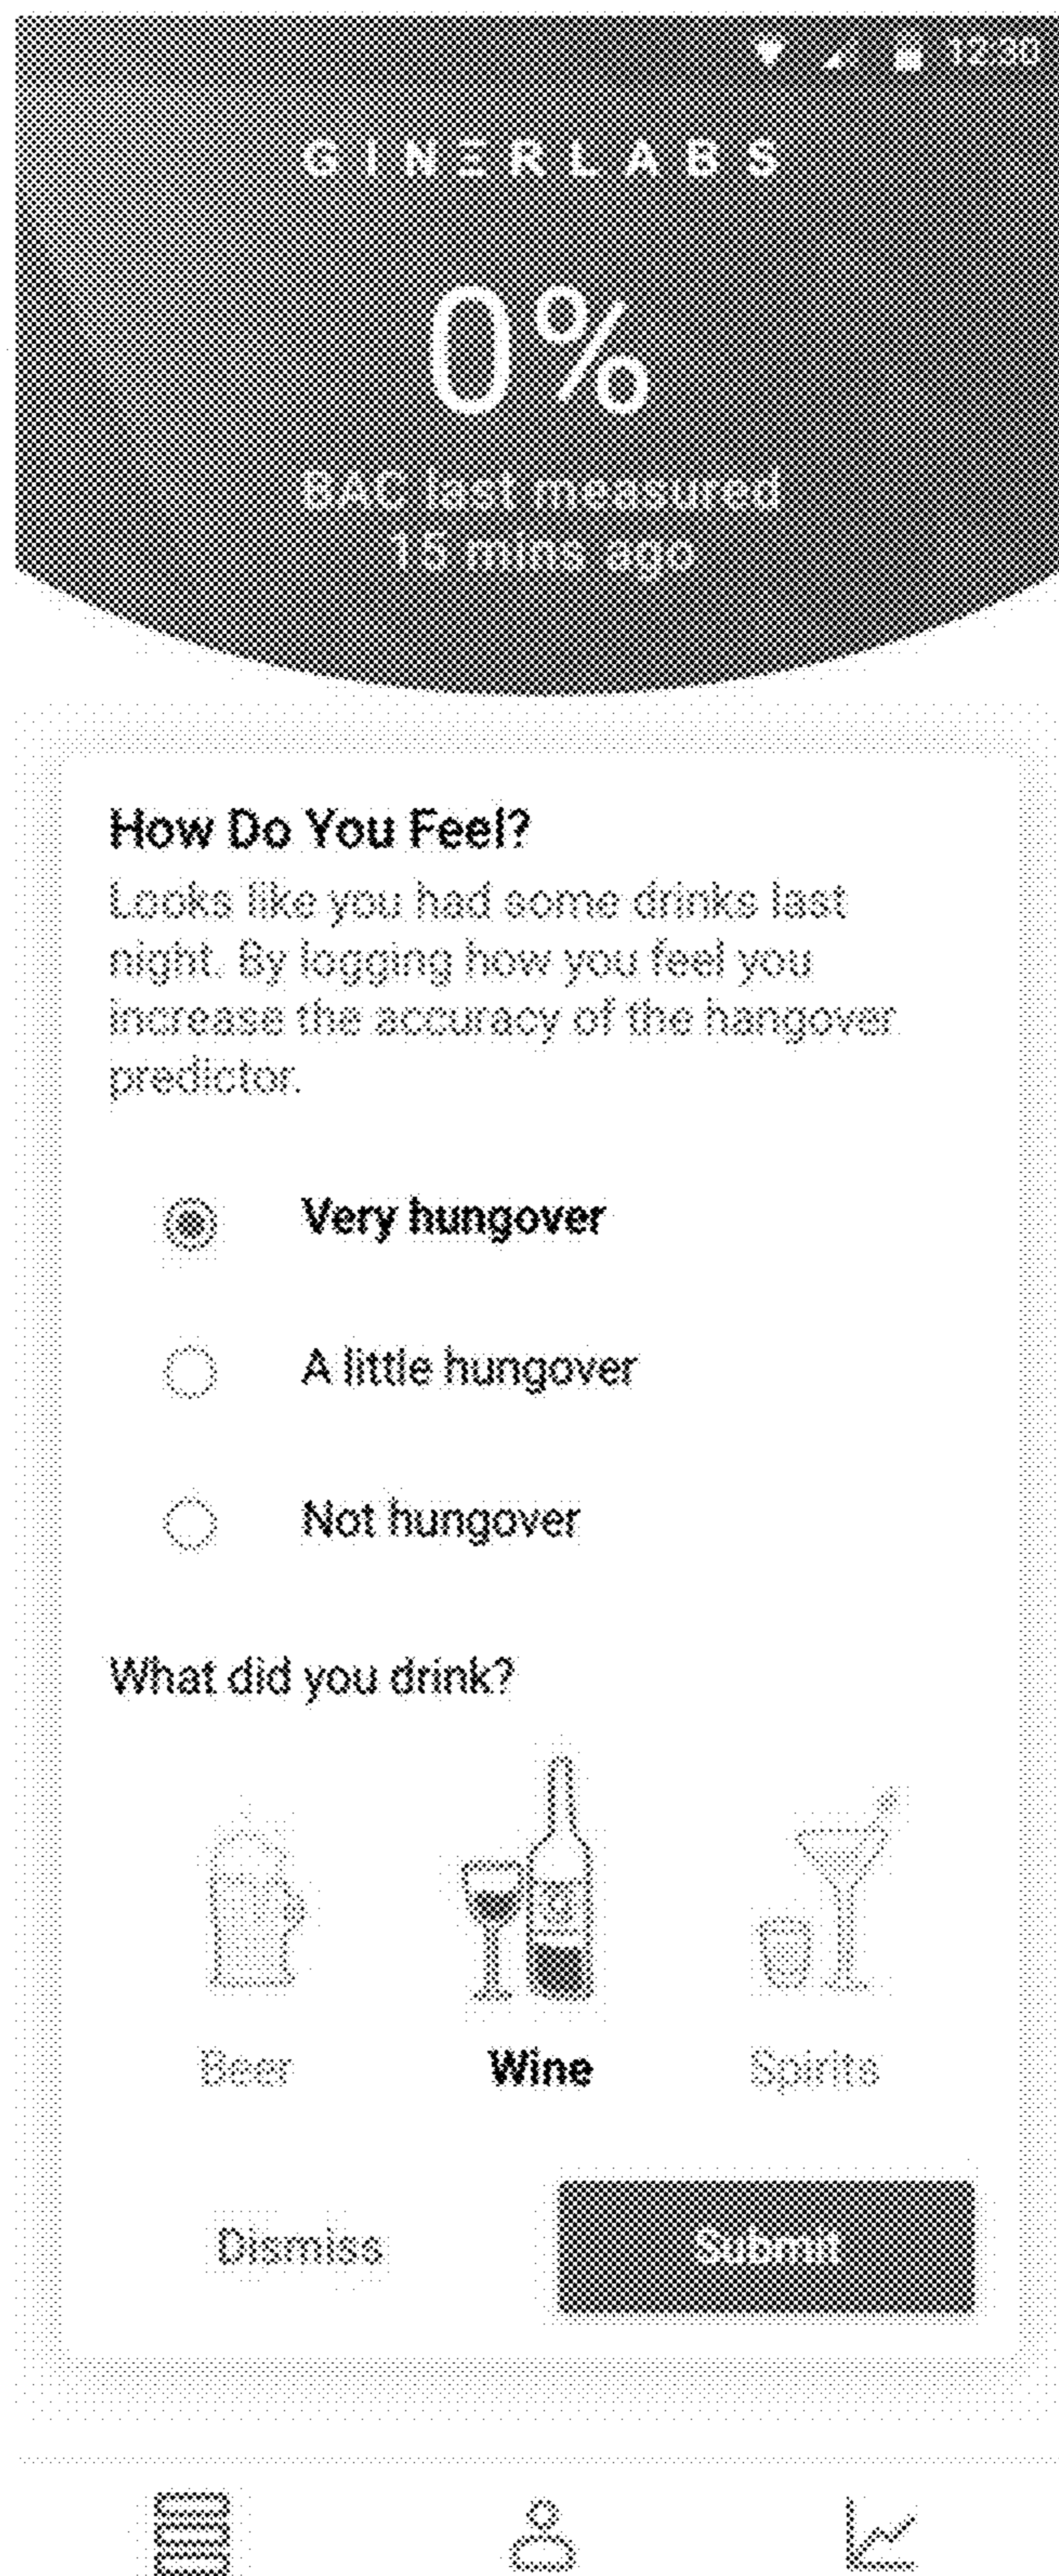 12:30
GINERLABS
0%
BAC last measured
15 mins ago
How Do You Feel?
Looks like you had some drinks last
night. By logging how you feel you
increase the accuracy of the hangover
predictor.
Very hungover
A little hungover
Not hungover
What did you drink?
Beer Wine Spirits
Dismiss Submit